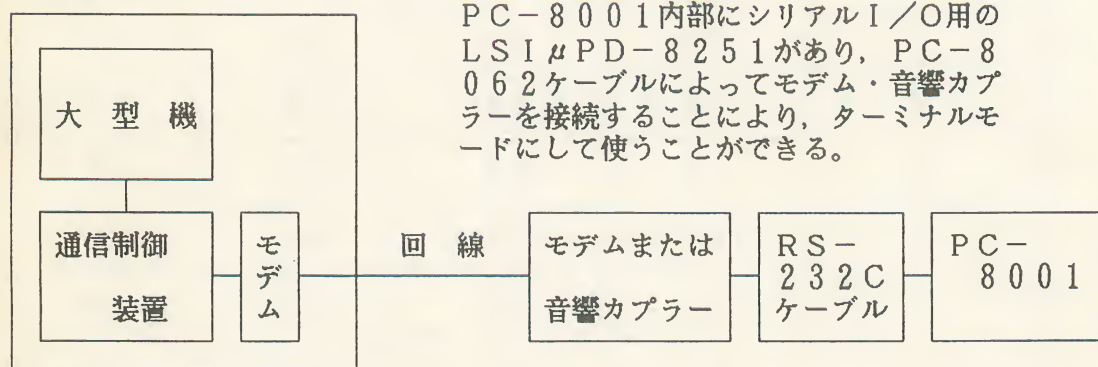 PC-8001内部にシリアルI/O用の
LSIμPD-8251があり,PC-8
062ケーブルによってモデム・音響カプ
ラーを接続することにより,ターミナルモ
ードにして使うことができる。
大 型 機
通信制御
装置
モデム
回 線
モデムまたは
音響カプラー
RS-
232C
ケーブル
PC-
8001